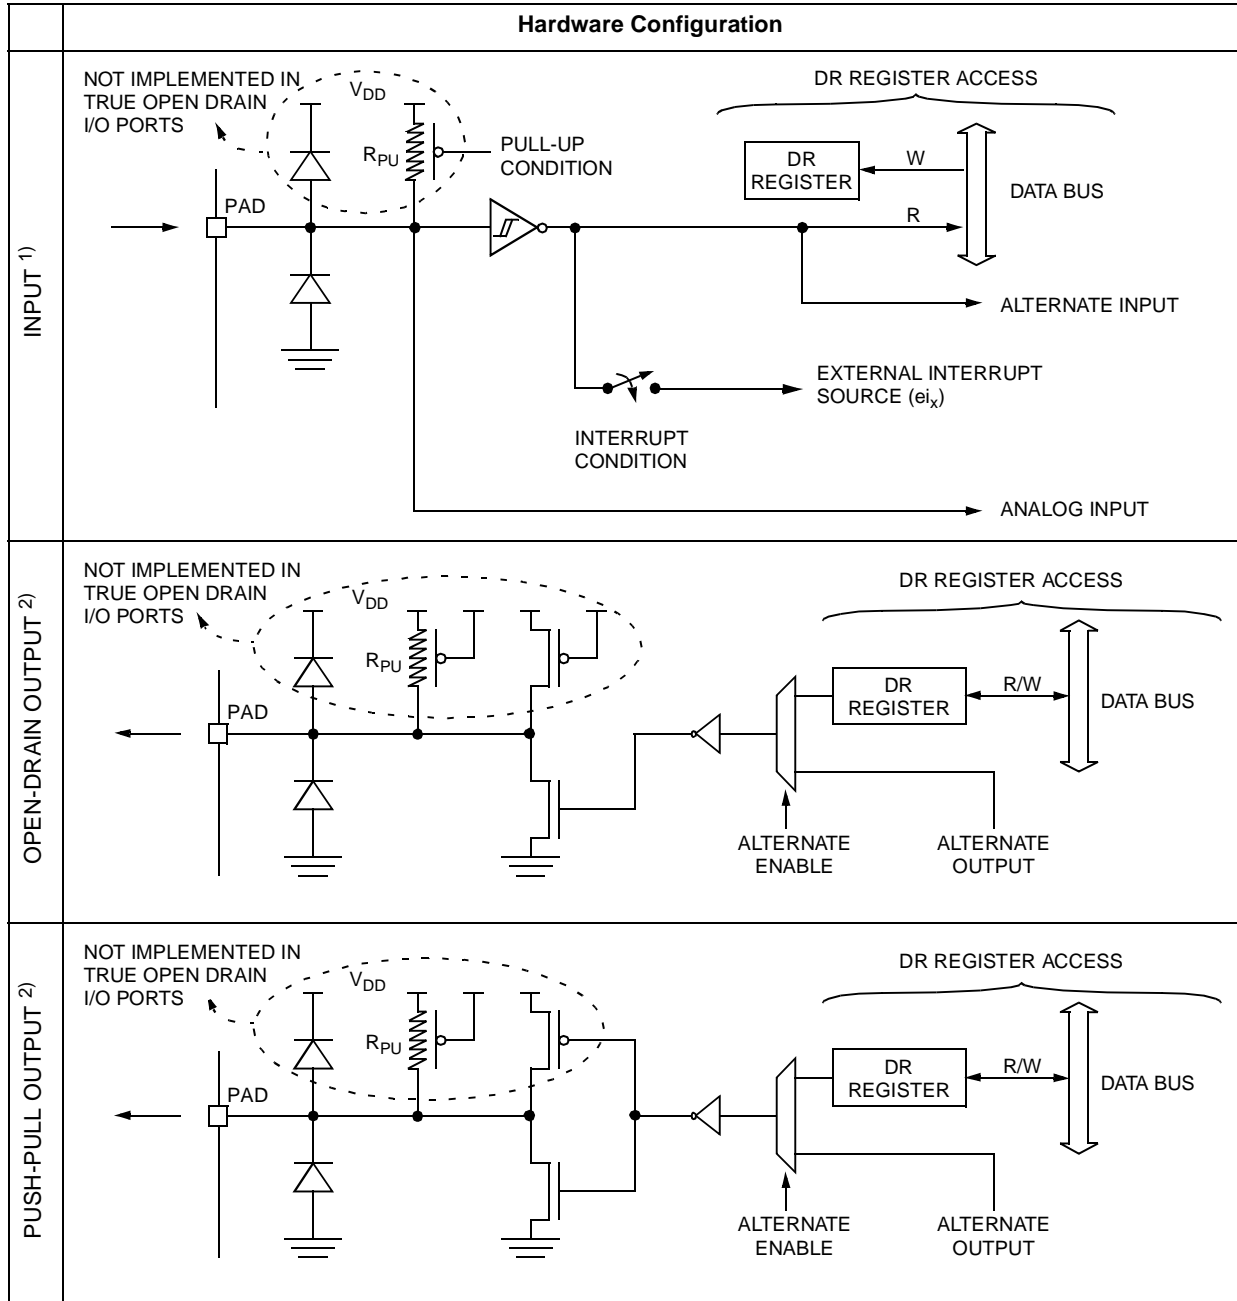 Hardware Configuration
INPUT 1)
NOT IMPLEMENTED IN
TRUE OPEN DRAIN
I/O PORTS
VDD
RPU
PULL-UP
CONDITION
PAD
DR REGISTER ACCESS
DR
REGISTER
W
R
DATA BUS
ALTERNATE INPUT
EXTERNAL INTERRUPT
SOURCE (eix)
INTERRUPT
CONDITION
ANALOG INPUT
OPEN-DRAIN OUTPUT 2)
NOT IMPLEMENTED IN
TRUE OPEN DRAIN
I/O PORTS
VDD
RPU
PAD
DR REGISTER ACCESS
DR
REGISTER
R/W
DATA BUS
ALTERNATE
ENABLE
ALTERNATE
OUTPUT
PUSH-PULL OUTPUT 2)
NOT IMPLEMENTED IN
TRUE OPEN DRAIN
I/O PORTS
VDD
RPU
PAD
DR REGISTER ACCESS
DR
REGISTER
R/W
DATA BUS
ALTERNATE
ENABLE
ALTERNATE
OUTPUT